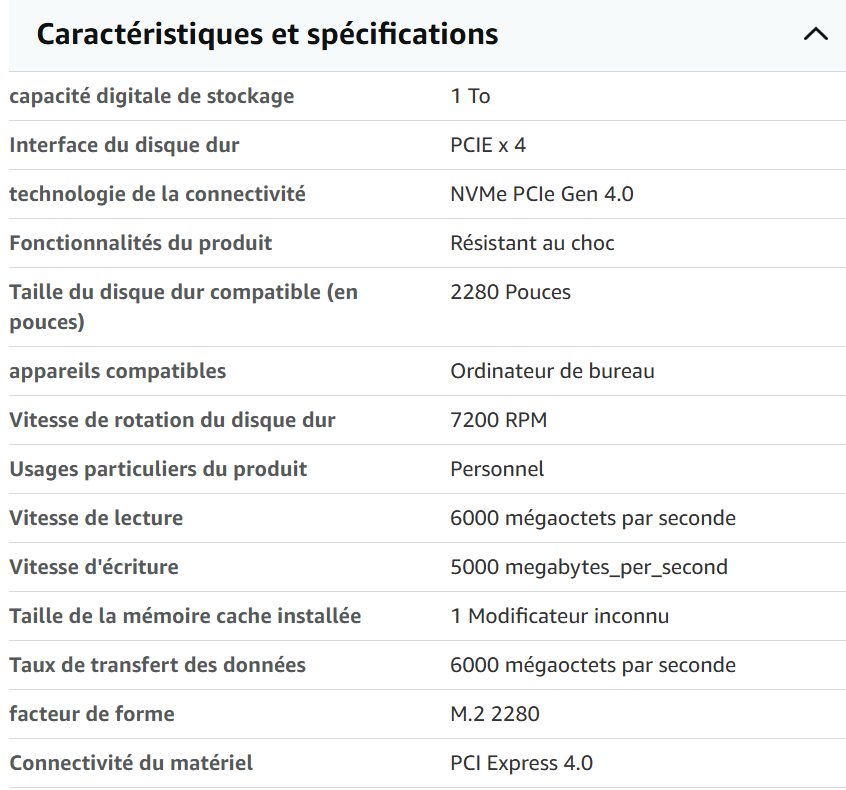 Caractéristiques et spécifications
capacité digitale de stockage 1 To
Interface du disque dur PCIE x 4
technologie de la connectivité NVMe PCIe Gen 4.0
Fonctionnalités du produit Résistant au choc
Taille du disque dur compatible (en 2280 Pouces
pouces)
appareils compatibles Ordinateur de bureau
Vitesse de rotation du disque dur 7200 RPM
Usages particuliers du produit Personnel
Vitesse de lecture 6000 mégaoctets par seconde
Vitesse d'écriture 5000 megabytes_per_second
Taille de la mémoire cache installée 1 Modificateur inconnu
Taux de transfert des données 6000 mégaoctets par seconde
facteur de forme M.2 2280
Connectivité du matériel PCI Express 4.0